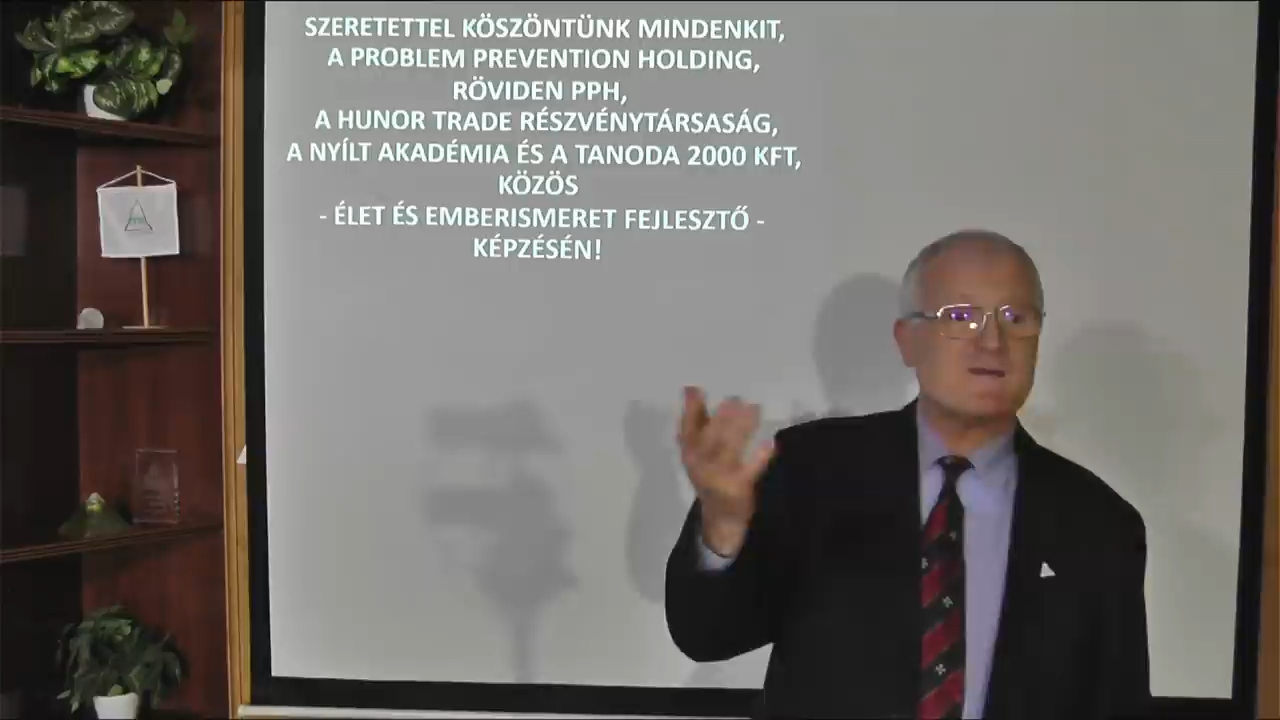 SZERETETTEL KÖSZÖNTÜNK MINDENKIT,
A PROBLEM PREVENTION HOLDING,
RÖVIDEN PPH,
A HUNOR TRADE RÉSZVÉNYTÁRSASÁG,
A NYÍLT AKADÉMIA ÉS A TANODA 2000 KFT,
KÖZÖS
- ÉLET ÉS EMBERISMERET FEJLESZTŐ -
KÉPZÉSÉN!